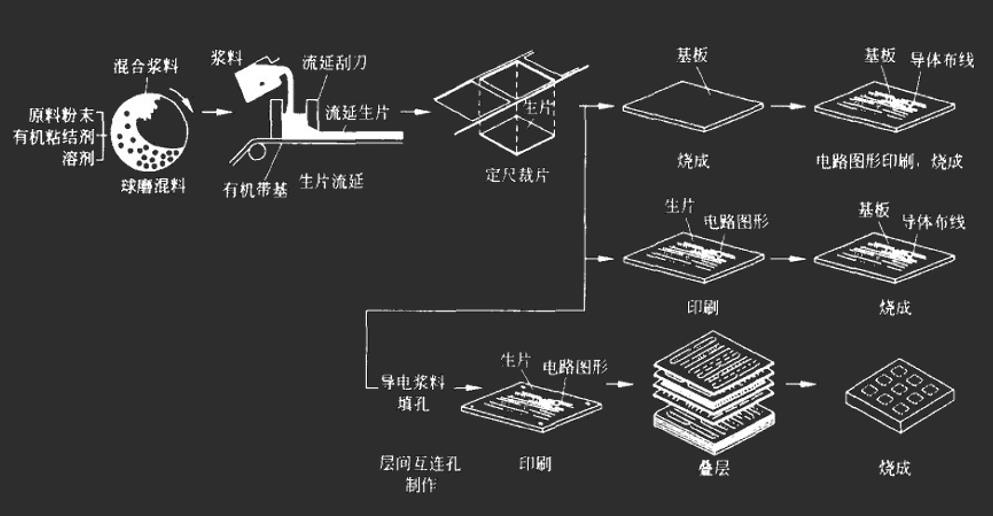 混合浆料
原料粉末
有机粘结剂
溶剂
球磨混料
浆料
流延刮刀
流延生片
有机带基
生片流延
生片
定尺裁片
基板
烧成
基板
导体布线
电路图形印刷，烧成
生片
电路图形
印刷
基板
导体布线
烧成
导电浆料
填孔
层间互连孔
制作
生片
电路图形
印刷
叠层
烧成